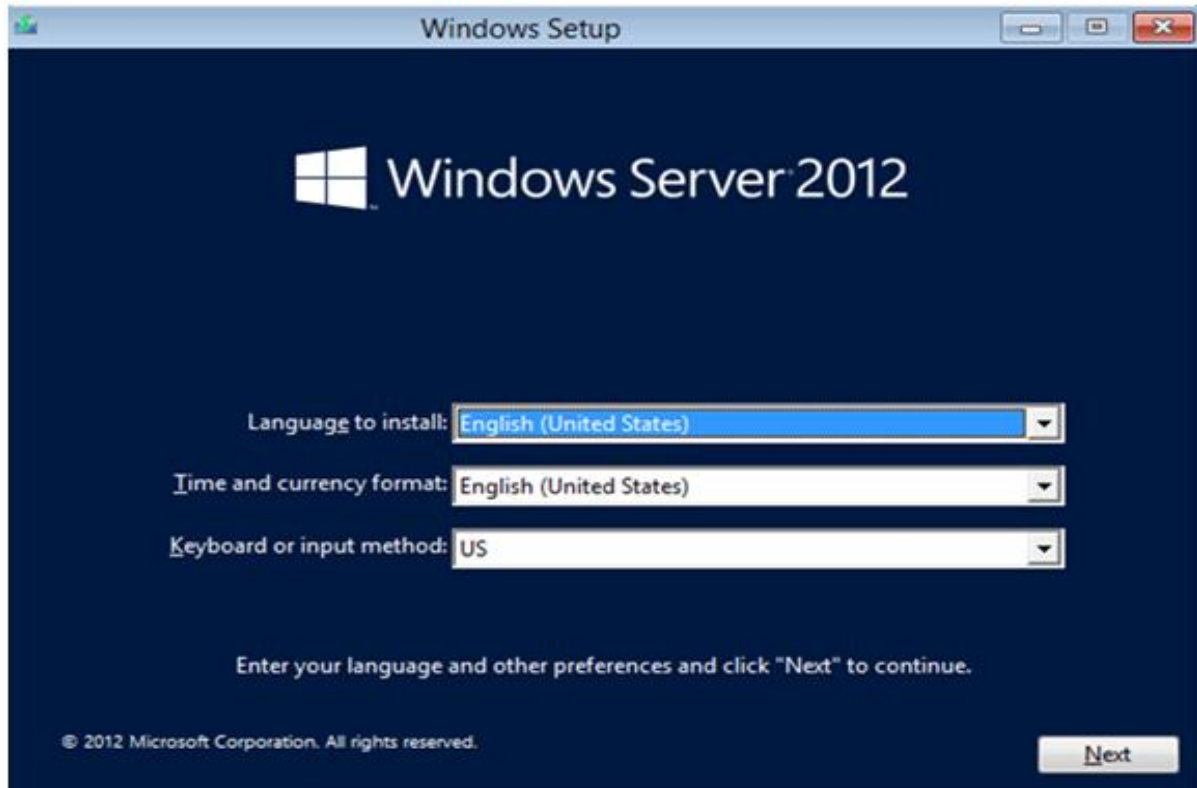 Windows Setup
Windows Server 2012
Language to install: English (United States)
Time and currency format: English (United States)
Keyboard or input method: US
Enter your language and other preferences and click "Next" to continue.
© 2012 Microsoft Corporation. All rights reserved.
Next